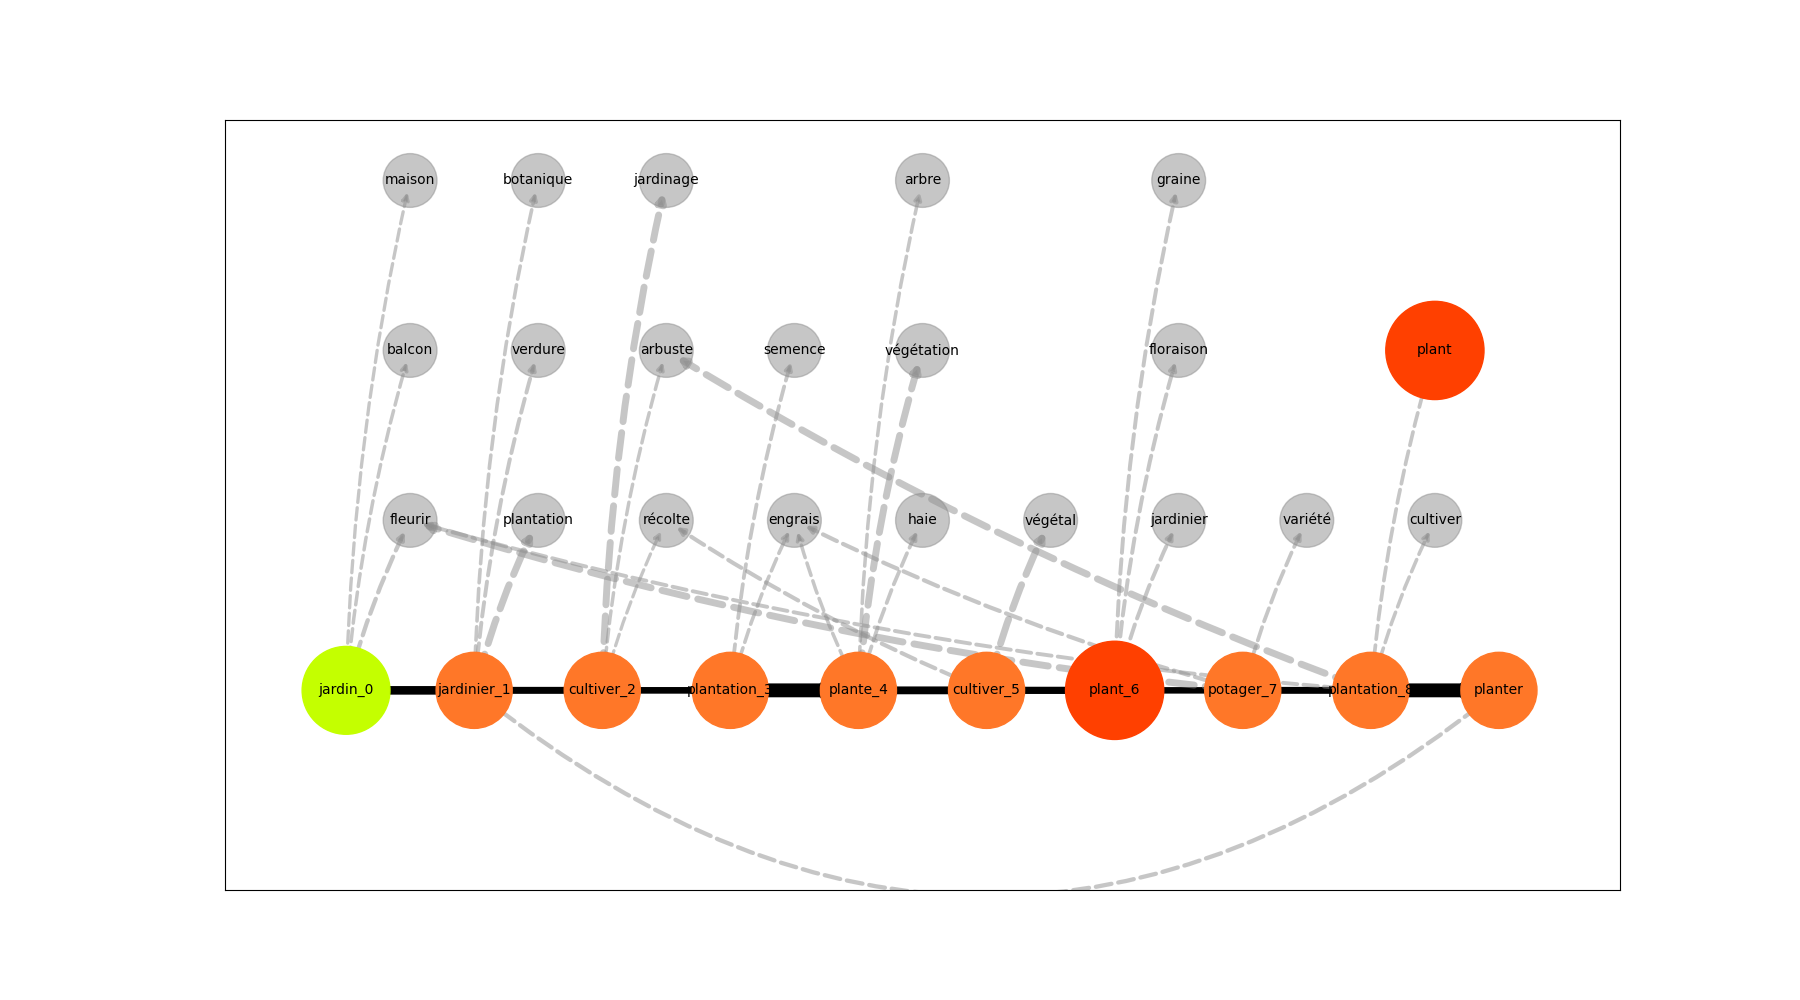 maison botanique jardinage arbre graine
balcon verdure arbuste semence végétation floraison plant
fleurir plantation récolte engrais haie végétal jardinier variété cultiver
jardin_0 jardinier_1 cultiver_2 plantation_3 plante_4 cultiver_5 plant_6 potager_7 plantation_8 planter